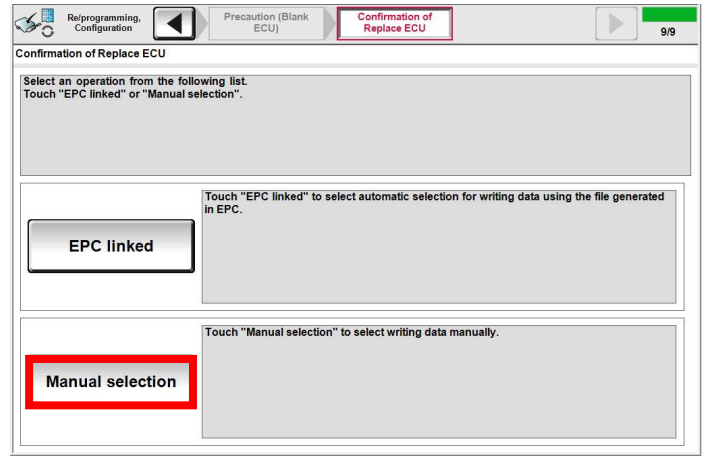 Re/programming,
Configuration
Precaution (Blank
ECU)
Confirmation of
Replace ECU
9/9
Confirmation of Replace ECU
Select an operation from the following list.
Touch "EPC linked" or "Manual selection".
EPC linked
Touch "EPC linked" to select automatic selection for writing data using the file generated
in EPC.
Manual selection
Touch "Manual selection" to select writing data manually.